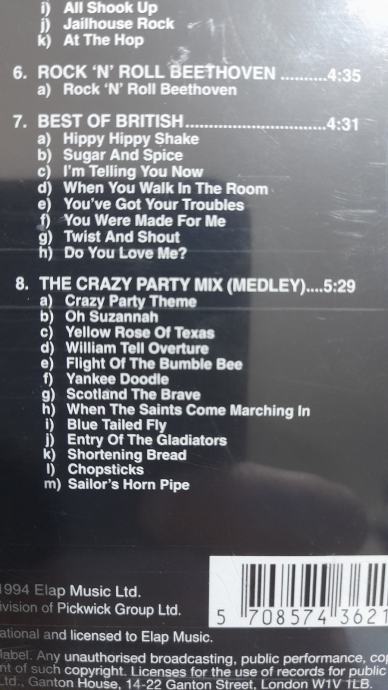 i) All Shook Up
j) Jailhouse Rock
k) At The Hop
6. ROCK 'N' ROLL BEETHOVEN ..........4:35
a) Rock 'N' Roll Beethoven
7. BEST OF BRITISH..............................4:31
a) Hippy Hippy Shake
b) Sugar And Spice
c) I'm Telling You Now
d) When You Walk In The Room
e) You've Got Your Troubles
f) You Were Made For Me
g) Twist And Shout
h) Do You Love Me?
8. THE CRAZY PARTY MIX (MEDLEY)....5:29
a) Crazy Party Theme
b) Oh Suzannah
c) Yellow Rose Of Texas
d) William Tell Overture
e) Flight Of The Bumble Bee
f) Yankee Doodle
g) Scotland The Brave
h) When The Saints Come Marching In
i) Blue Tailed Fly
j) Entry Of The Gladiators
k) Shortening Bread
l) Chopsticks
m) Sailor's Horn Pipe
1994 Elap Music Ltd.
ivision of Pickwick Group Ltd.
5 708574 3621
ational and licensed to Elap Music.
label. Any unauthorised broadcasting, public performance, co
nt of such copyright. Licenses for the use of records for public
Ltd., Ganton House, 14-22 Ganton Street, London W1V 1LB